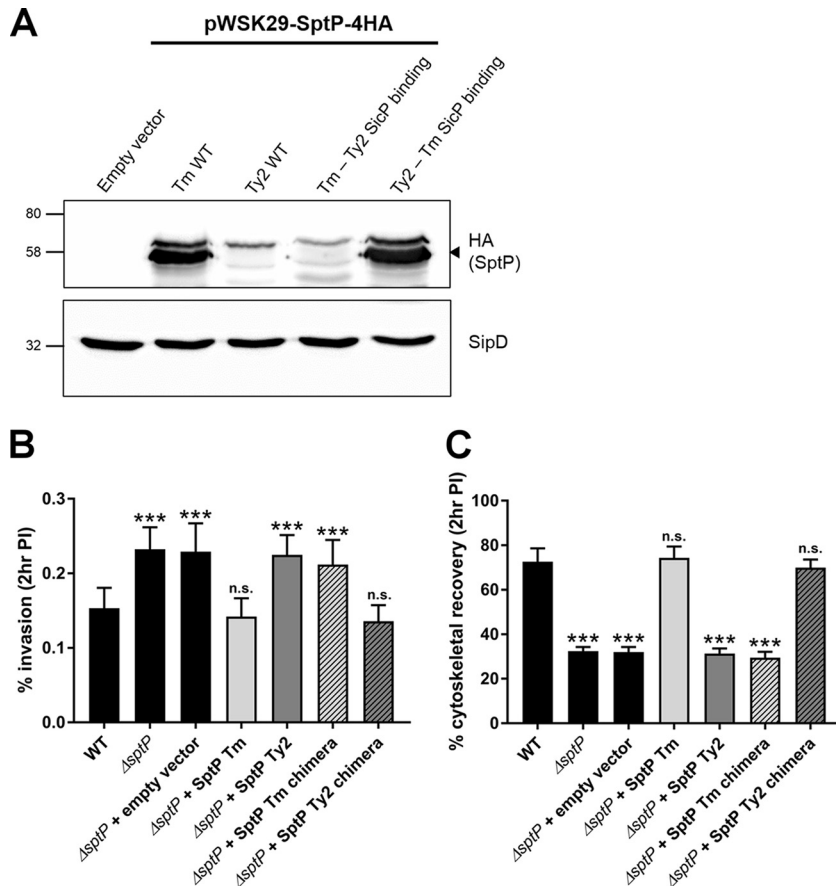 A
pWSK29-SptP-4HA
Empty vector
Tm WT
Ty2 WT
Tm – Ty2 SicP binding
Ty2 – Tm SicP binding
80
58
HA
(SptP)
32
SipD
B
% invasion (2hr PI)
0.3
0.2
0.1
0.0
***
***
n.s.
***
***
n.s.
WT
ΔsptP
ΔsptP + empty vector
ΔsptP + SptP Tm
ΔsptP + SptP Ty2
ΔsptP + SptP Tm chimera
ΔsptP + SptP Ty2 chimera
C
% cytoskeletal recovery (2hr PI)
100
80
60
40
20
0
***
***
n.s.
***
***
n.s.
WT
ΔsptP
ΔsptP + empty vector
ΔsptP + SptP Tm
ΔsptP + SptP Ty2
ΔsptP + SptP Tm chimera
ΔsptP + SptP Ty2 chimera